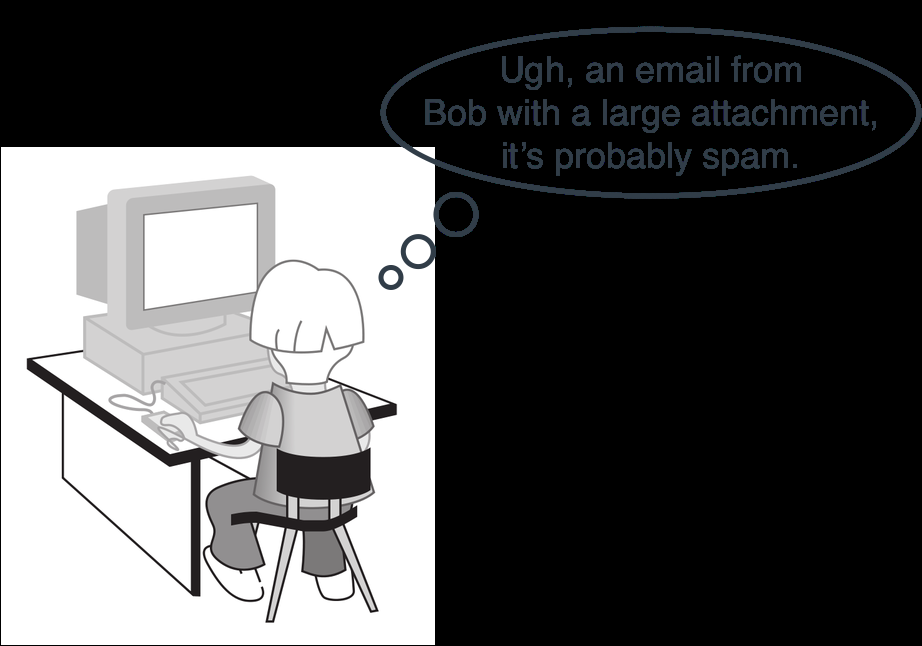 Ugh, an email from
Bob with a large attachment,
it’s probably spam.